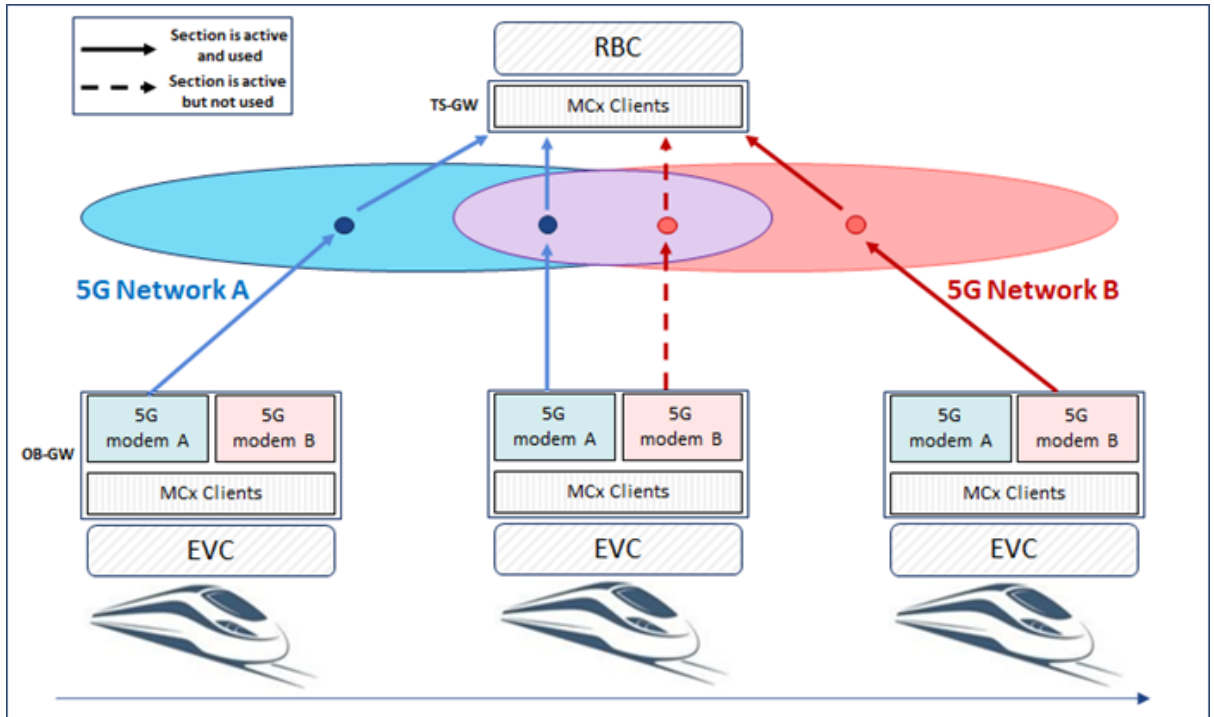 Section is active
and used
Section is active
but not used
RBC
TS-GW
MCx Clients
5G Network A
5G Network B
OB-GW
5G
modem A
5G
modem B
MCx Clients
EVC
5G
modem A
5G
modem B
MCx Clients
EVC
5G
modem A
5G
modem B
MCx Clients
EVC